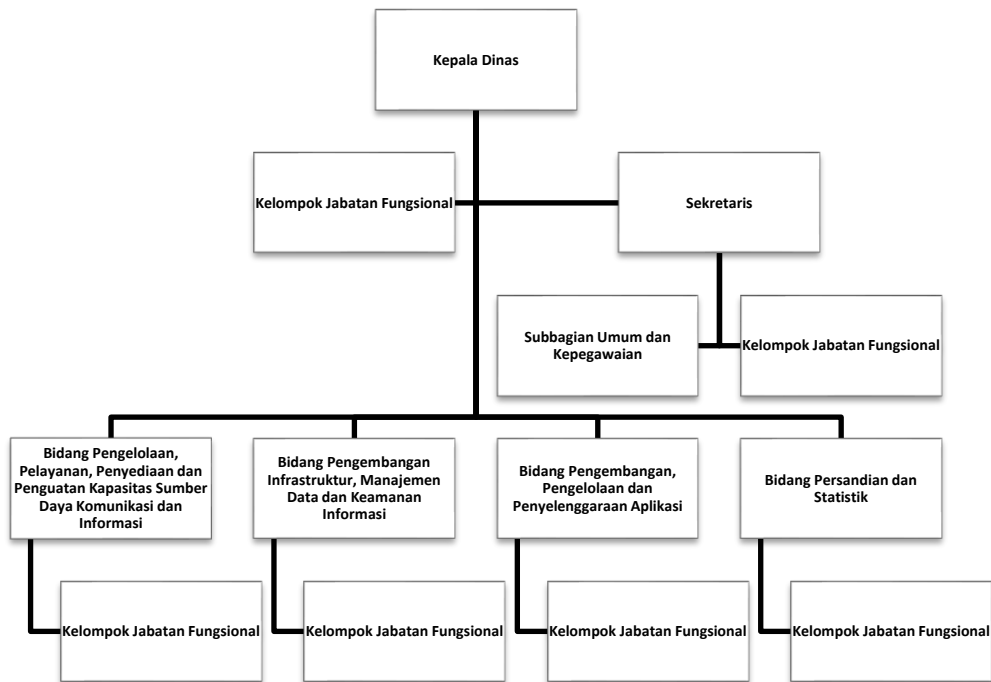 Kepala Dinas
Kelompok Jabatan Fungsional
Sekretaris
Subbagian Umum dan
Kepegawaian
Kelompok Jabatan Fungsional
Bidang Pengelolaan,
Pelayanan, Penyediaan dan
Penguatan Kapasitas Sumber
Daya Komunikasi dan
Informasi
Bidang Pengembangan
Infrastruktur, Manajemen
Data dan Keamanan
Informasi
Bidang Pengembangan,
Pengelolaan dan
Penyelenggaraan Aplikasi
Bidang Persandian dan
Statistik
Kelompok Jabatan Fungsional
Kelompok Jabatan Fungsional
Kelompok Jabatan Fungsional
Kelompok Jabatan Fungsional